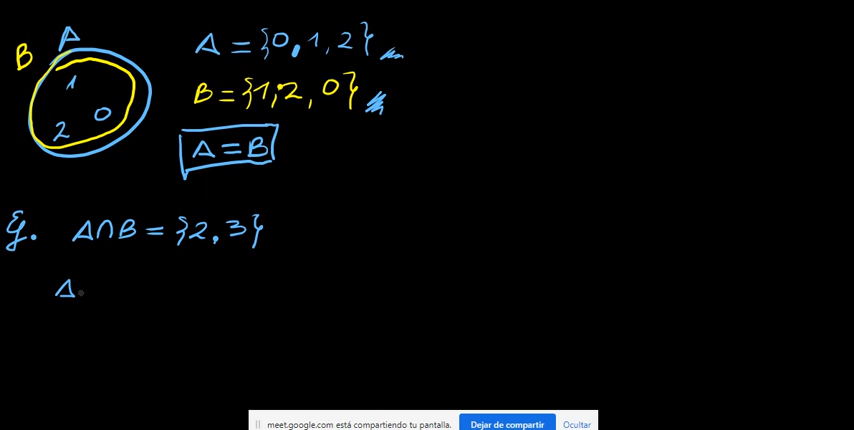 A
B
1
0
2
A = {0, 1, 2}
B = {1, 2, 0}
A = B
Ej. A ∩ B = {2, 3}
A
meet.google.com está compartiendo tu pantalla. Dejar de compartir Ocultar